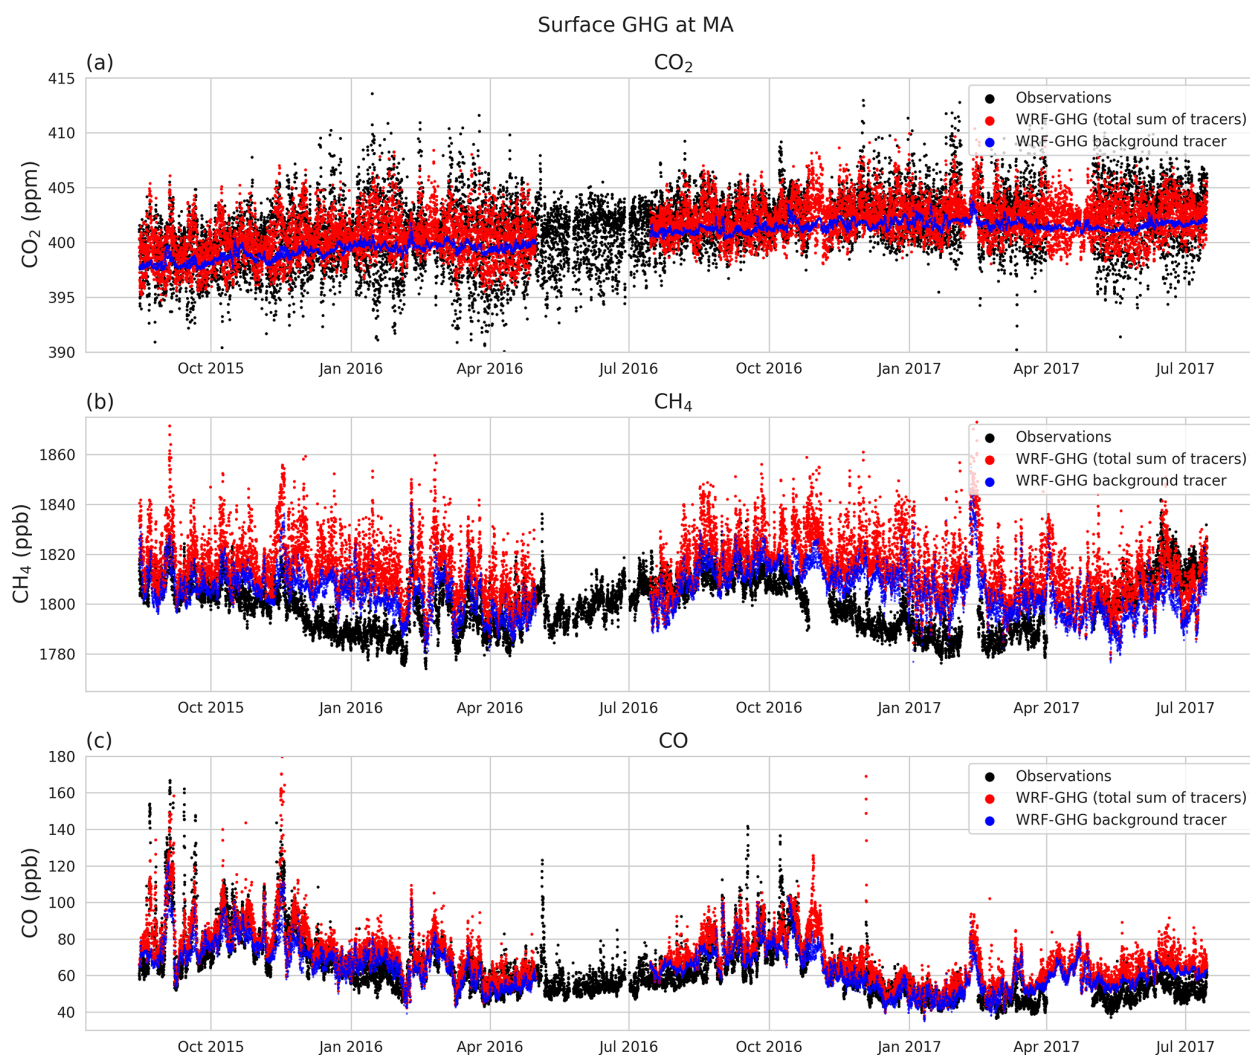 Surface GHG at MA
(a) CO₂
415
410
405
400
395
390
CO₂ (ppm)
Observations
WRF-GHG (total sum of tracers)
WRF-GHG background tracer
Oct 2015 Jan 2016 Apr 2016 Jul 2016 Oct 2016 Jan 2017 Apr 2017 Jul 2017
(b) CH₄
1860
1840
1820
1800
1780
CH₄ (ppb)
Observations
WRF-GHG (total sum of tracers)
WRF-GHG background tracer
Oct 2015 Jan 2016 Apr 2016 Jul 2016 Oct 2016 Jan 2017 Apr 2017 Jul 2017
(c) CO
180
160
140
120
100
80
60
40
CO (ppb)
Observations
WRF-GHG (total sum of tracers)
WRF-GHG background tracer
Oct 2015 Jan 2016 Apr 2016 Jul 2016 Oct 2016 Jan 2017 Apr 2017 Jul 2017